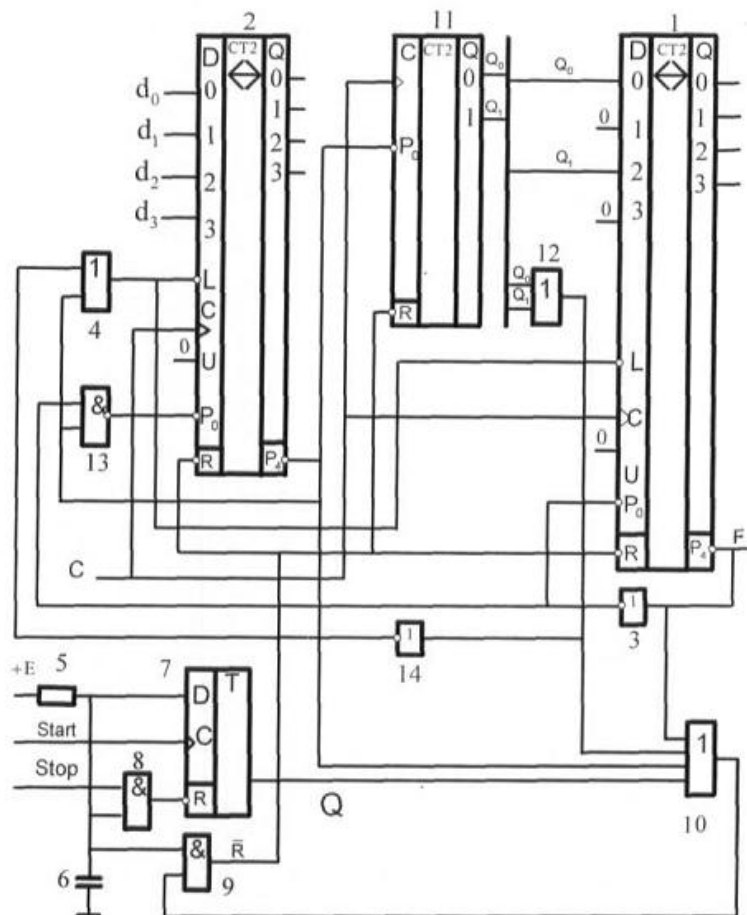 2
11
1
D
CT2
Q
0
1
2
3
d₀
d₁
d₂
d₃
0
1
2
3
L
C
0
U
P₀
R
P₄
C
CT2
Q
0
1
P₀
R
Q₀
Q₁
Q₀
Q₁
Q₀
Q₁
12
1
D
CT2
Q
0
1
2
3
0
1
2
3
0
0
L
C
0
U
P₀
R
P₄
F
1
4
&
13
C
1
3
1
14
+E
5
7
T
D
C
R
Start
Stop
8
&
Q
&
R̅
9
6
1
10